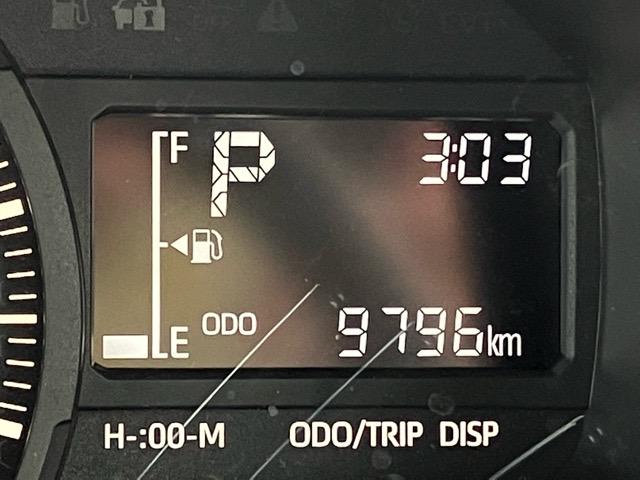 F P 3:03
ODO 9796km
E
H-:00-M ODO/TRIP DISP